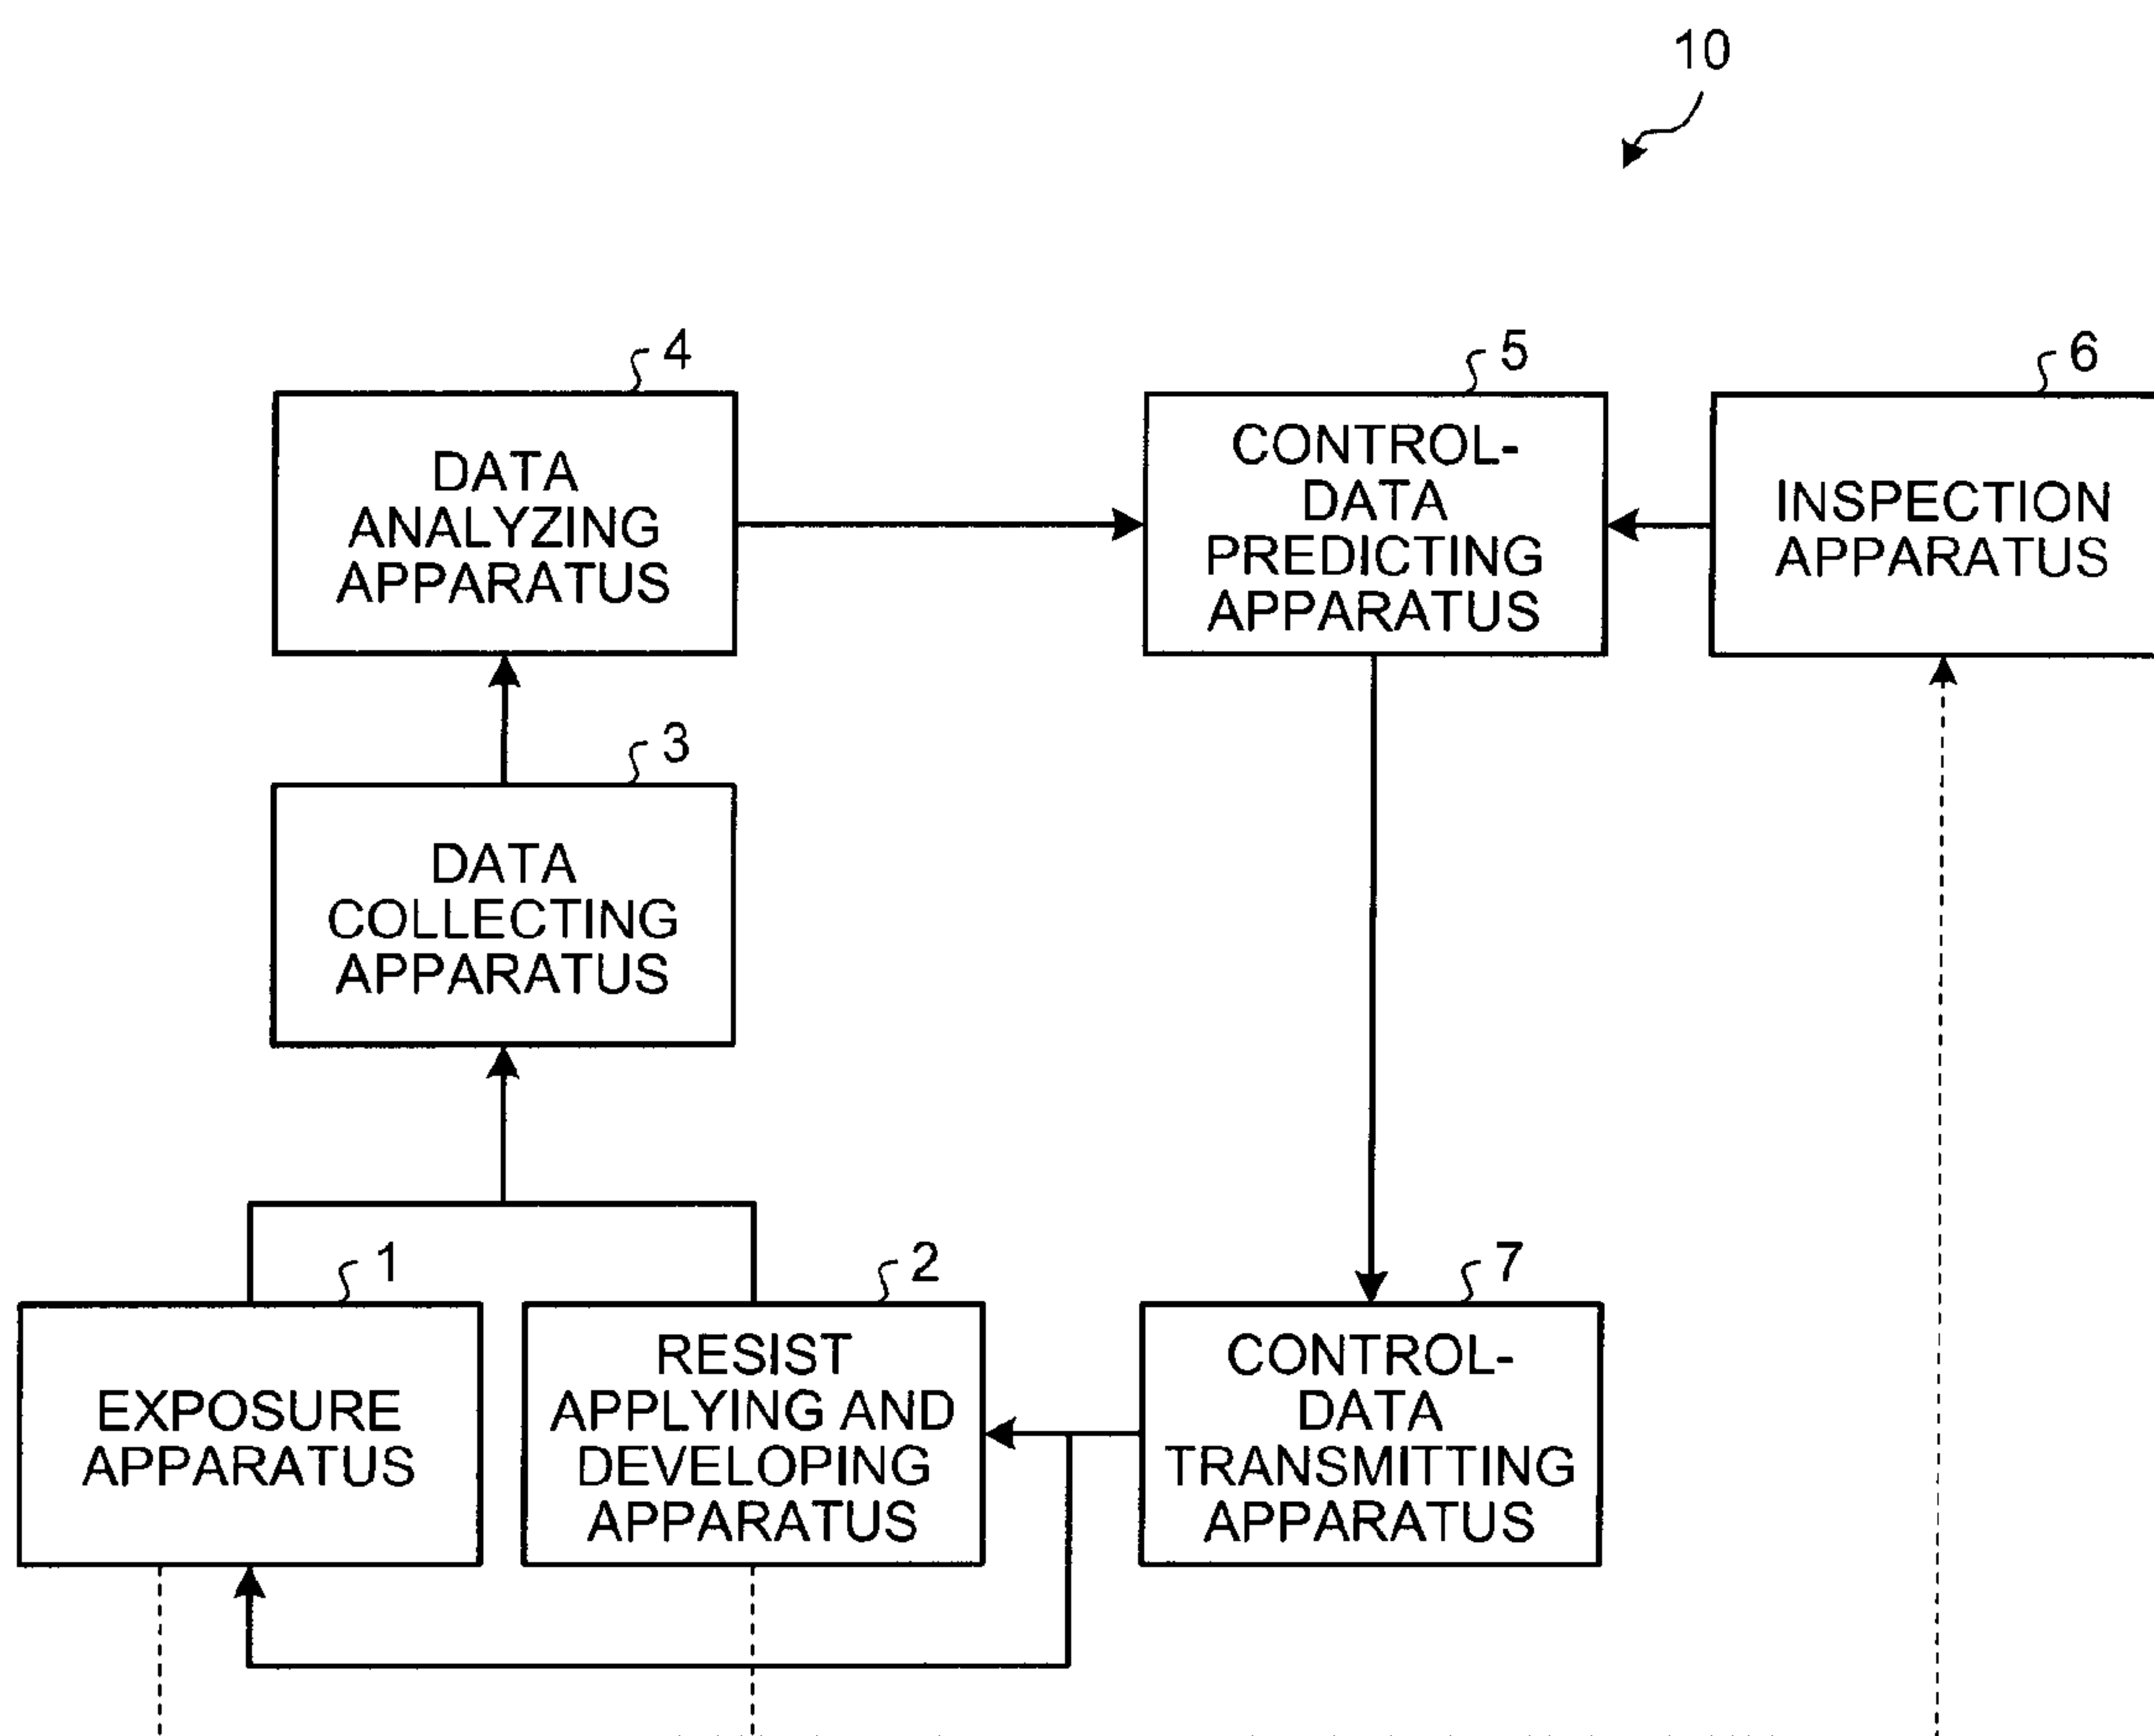 10
4
DATA
ANALYZING
APPARATUS
5
CONTROL-
DATA
PREDICTING
APPARATUS
6
INSPECTION
APPARATUS
3
DATA
COLLECTING
APPARATUS
1
EXPOSURE
APPARATUS
2
RESIST
APPLYING AND
DEVELOPING
APPARATUS
7
CONTROL-
DATA
TRANSMITTING
APPARATUS